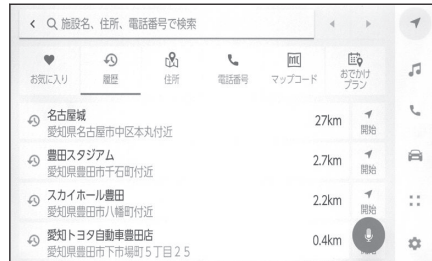 施設名、住所、電話番号で検索
お気に入り
履歴
住所
電話番号
マップコード
おでかけ
プラン
名古屋城
愛知県名古屋市中区本丸付近
27km
開始
豊田スタジアム
愛知県豊田市千石町付近
2.7km
開始
スカイホール豊田
愛知県豊田市八幡町付近
2.2km
開始
愛知トヨタ自動車豊田店
愛知県豊田市下市場町5丁目25
0.4km